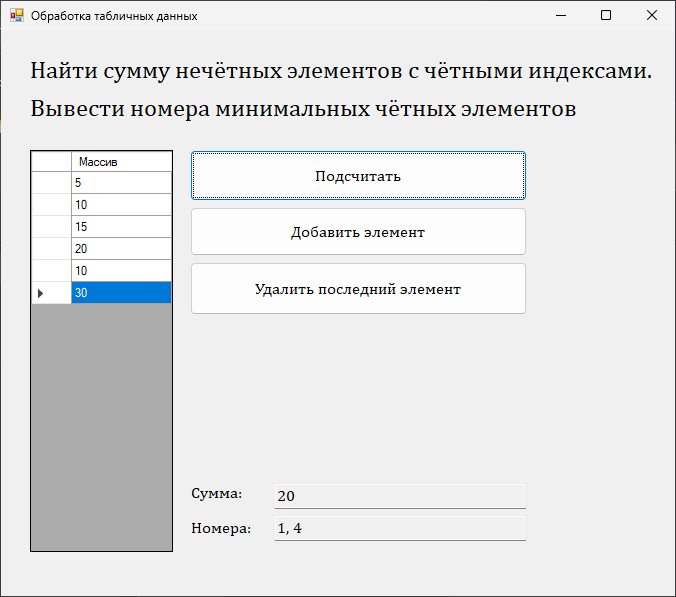 Обработка табличных данных
Найти сумму нечётных элементов с чётными индексами.
Вывести номера минимальных чётных элементов
Массив
5
10
15
20
10
30
Подсчитать
Добавить элемент
Удалить последний элемент
Сумма: 20
Номера: 1, 4